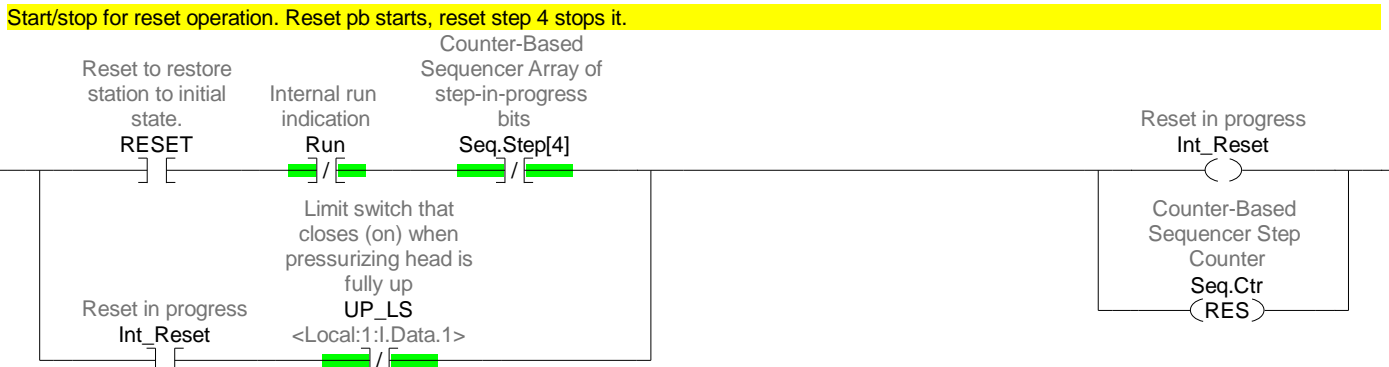 Start/stop for reset operation. Reset pb starts, reset step 4 stops it.
Reset to restore
station to initial
state.
RESET
Internal run
indication
Run
/
Counter-Based
Sequencer Array of
step-in-progress
bits
Seq.Step[4]
/
Reset in progress
Int_Reset
Reset in progress
Int_Reset
Limit switch that
closes (on) when
pressurizing head is
fully up
UP_LS
<Local:1:I.Data.1>
/
Counter-Based
Sequencer Step
Counter
Seq.Ctr
RES